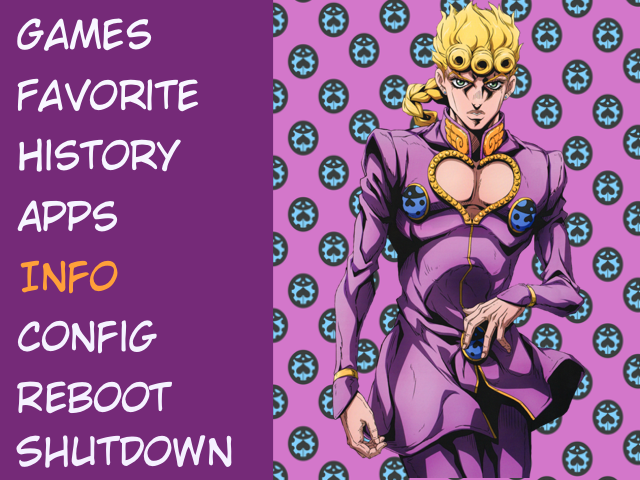 GAMES
FAVORITE
HISTORY
APPS
INFO
CONFIG
REBOOT
SHUTDOWN